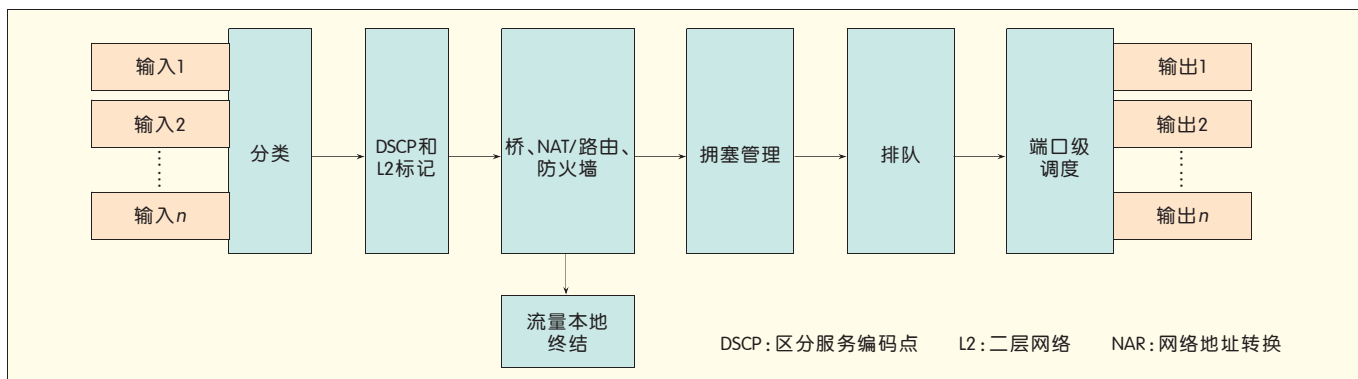 输入1
输入2
输入n
分类
DSCP和
L2标记
桥、NAT/路由、
防火墙
流量本地
终结
拥塞管理
排队
端口级
调度
输出1
输出2
输出n
DSCP:区分服务编码点 L2:二层网络 NAR:网络地址转换